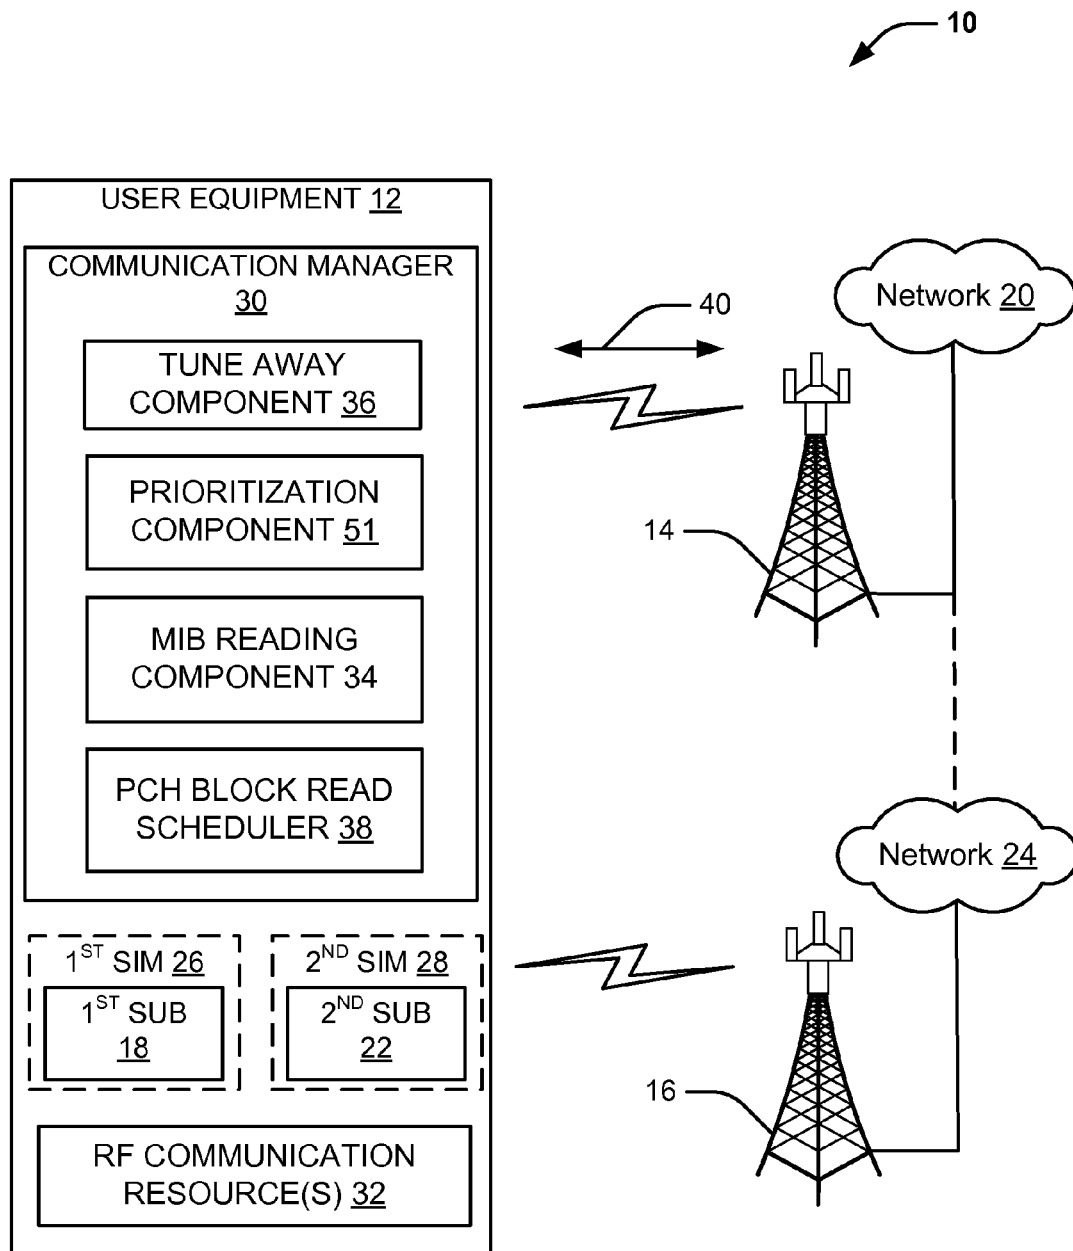 10
USER EQUIPMENT 12
COMMUNICATION MANAGER
30
TUNE AWAY
COMPONENT 36
PRIORITIZATION
COMPONENT 51
MIB READING
COMPONENT 34
PCH BLOCK READ
SCHEDULER 38
1ST SIM 26
1ST SUB
18
2ND SIM 28
2ND SUB
22
RF COMMUNICATION
RESOURCE(S) 32
40
Network 20
14
Network 24
16